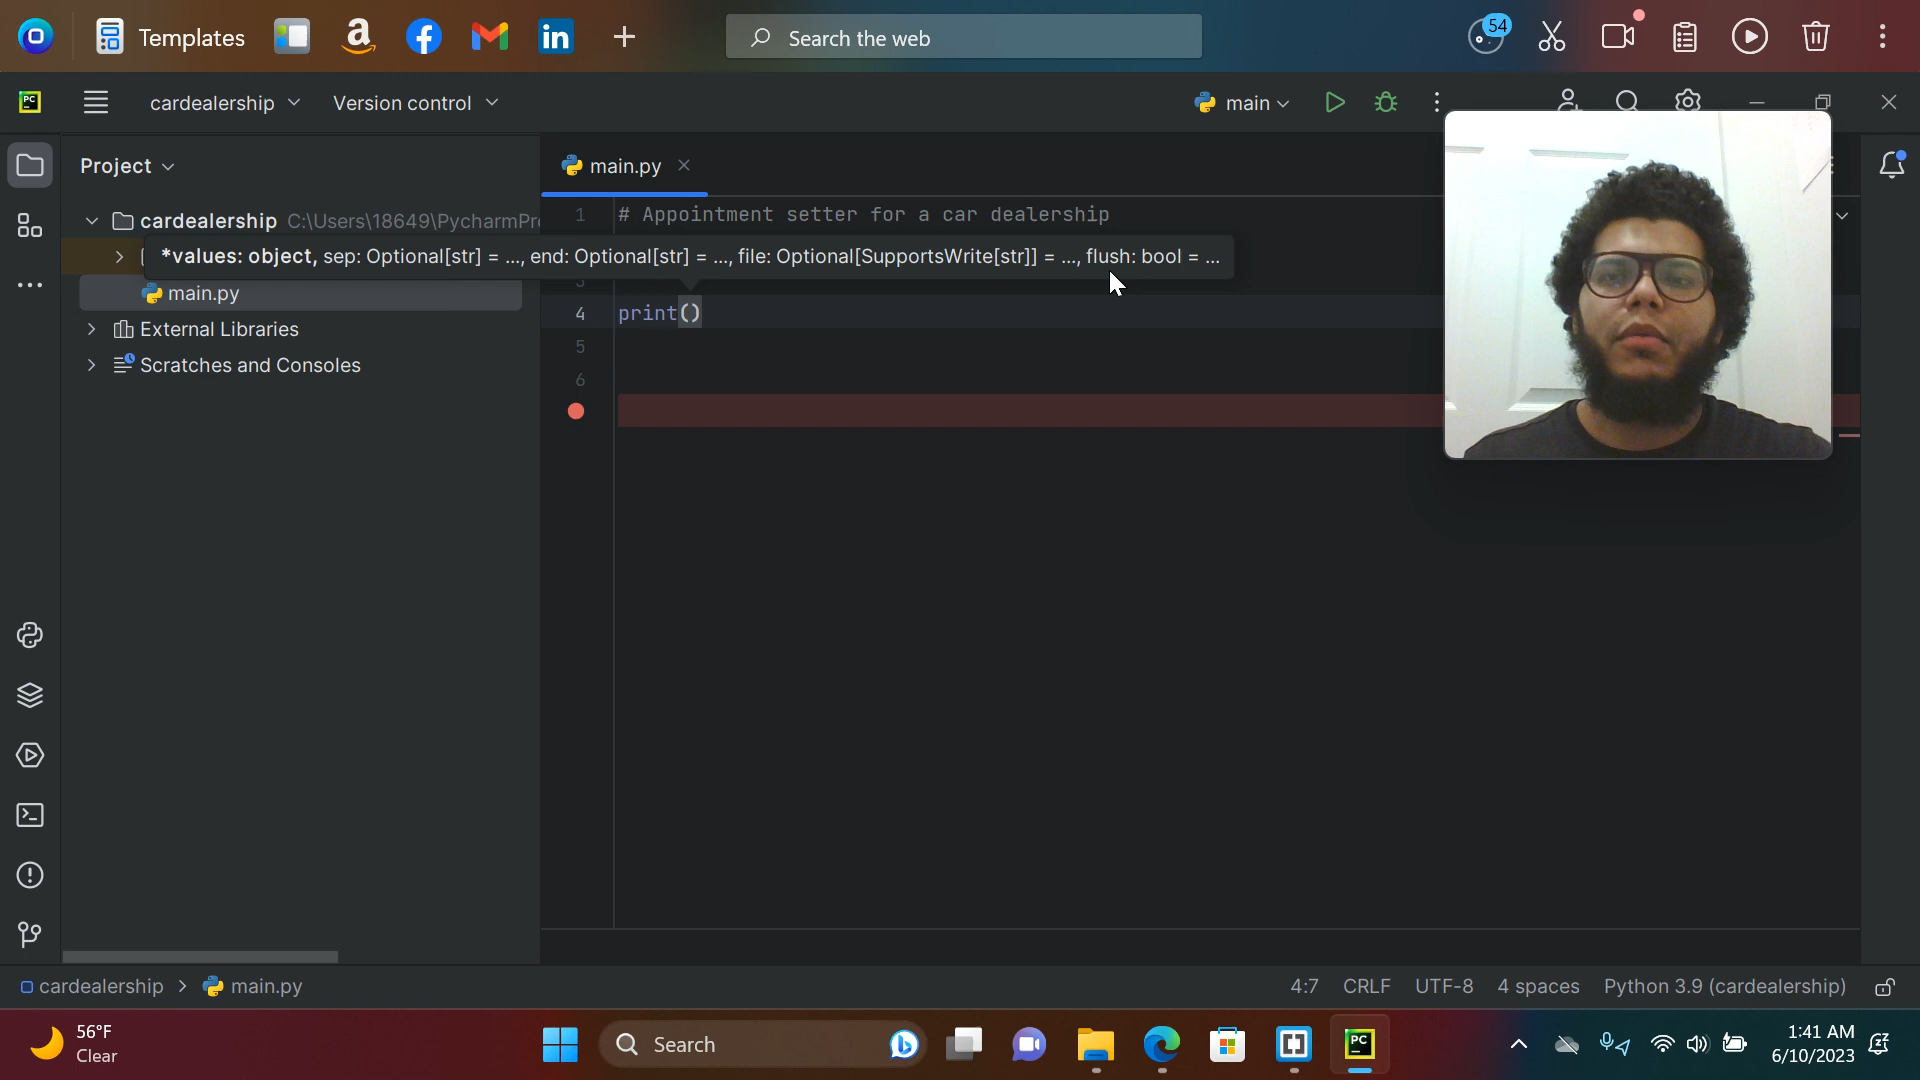 Templates
Search the web
54
PC
cardealership
Version control
main
Project
main.py
cardealership C:\Users\18649\PycharmPr
1 # Appointment setter for a car dealership
*values: object, sep: Optional[str] = ..., end: Optional[str] = ..., file: Optional[SupportsWrite[str]] = ..., flush: bool = ...
3
main.py
4 print()
External Libraries
5
Scratches and Consoles
6
cardealership > main.py
4:7 CRLF UTF-8 4 spaces Python 3.9 (cardealership)
56°F
Clear
Search
PC
1:41 AM
6/10/2023